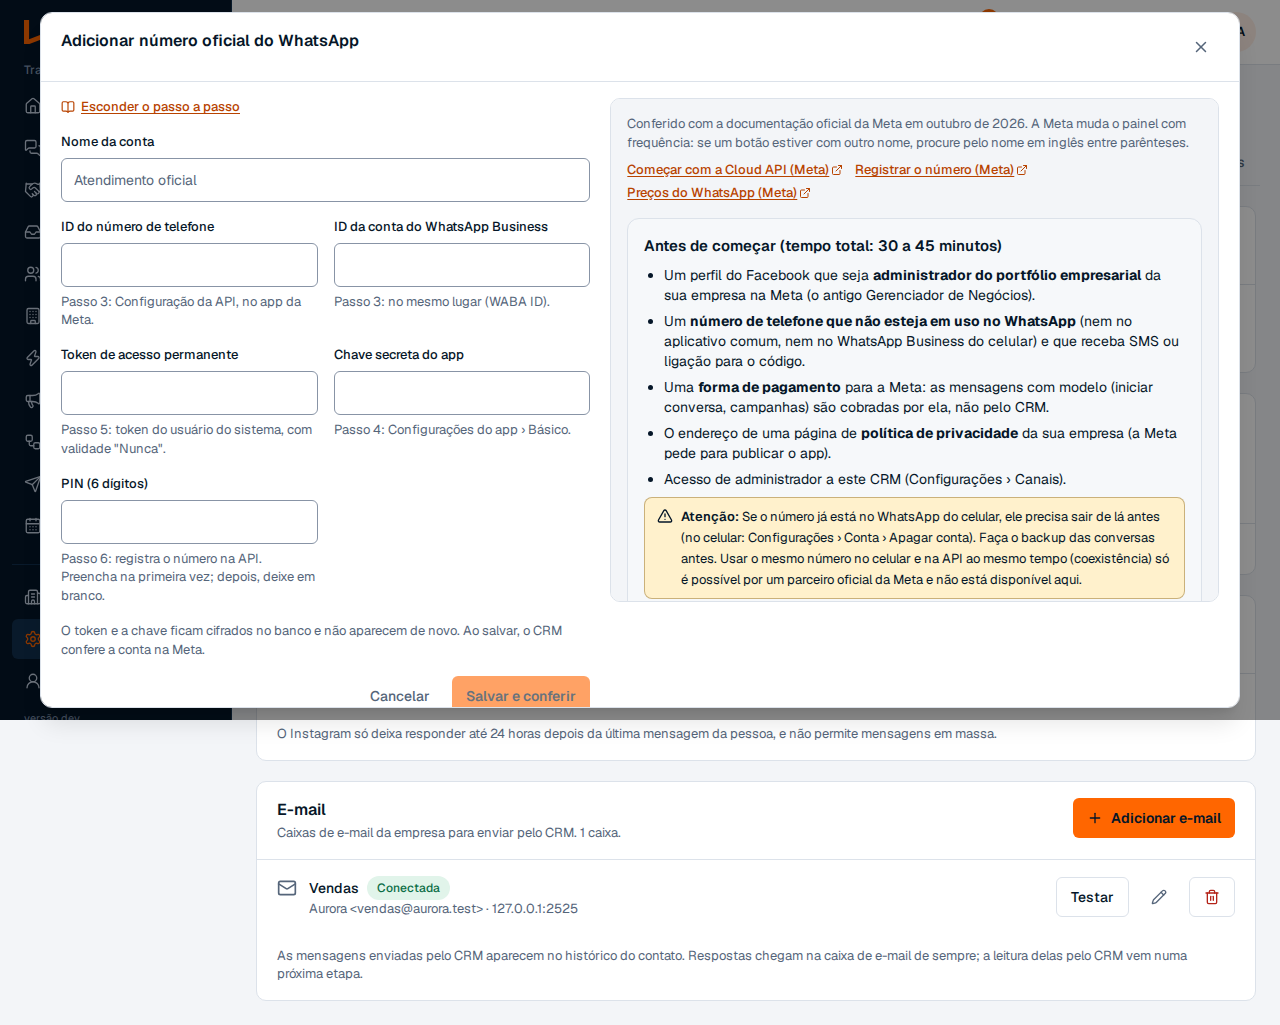 Adicionar número oficial do WhatsApp
Esconder o passo a passo
Nome da conta
Atendimento oficial
ID do número de telefone
Passo 3: Configuração da API, no app da
Meta.
ID da conta do WhatsApp Business
Passo 3: no mesmo lugar (WABA ID).
Token de acesso permanente
Passo 5: token do usuário do sistema, com
validade "Nunca".
Chave secreta do app
Passo 4: Configurações do app › Básico.
PIN (6 dígitos)
Passo 6: registra o número na API.
Preencha na primeira vez; depois, deixe em
branco.
O token e a chave ficam cifrados no banco e não aparecem de novo. Ao salvar, o CRM
confere a conta na Meta.
Cancelar
Salvar e conferir
Conferido com a documentação oficial da Meta em outubro de 2026. A Meta muda o painel com
frequência: se um botão estiver com outro nome, procure pelo nome em inglês entre parênteses.
Começar com a Cloud API (Meta)
Registrar o número (Meta)
Preços do WhatsApp (Meta)
Antes de começar (tempo total: 30 a 45 minutos)
• Um perfil do Facebook que seja administrador do portfólio empresarial da
sua empresa na Meta (o antigo Gerenciador de Negócios).
• Um número de telefone que não esteja em uso no WhatsApp (nem no
aplicativo comum, nem no WhatsApp Business do celular) e que receba SMS ou
ligação para o código.
• Uma forma de pagamento para a Meta: as mensagens com modelo (iniciar
conversa, campanhas) são cobradas por ela, não pelo CRM.
• O endereço de uma página de política de privacidade da sua empresa (a Meta
pede para publicar o app).
• Acesso de administrador a este CRM (Configurações › Canais).
Atenção: Se o número já está no WhatsApp do celular, ele precisa sair de lá antes
(no celular: Configurações › Conta › Apagar conta). Faça o backup das conversas
antes. Usar o mesmo número no celular e na API ao mesmo tempo (coexistência) só
é possível por um parceiro oficial da Meta e não está disponível aqui.
versão dev
O Instagram só deixa responder até 24 horas depois da última mensagem da pessoa, e não permite mensagens em massa.
E-mail
Caixas de e-mail da empresa para enviar pelo CRM. 1 caixa.
Adicionar e-mail
Vendas
Conectada
Aurora <vendas@aurora.test> · 127.0.0.1:2525
Testar
As mensagens enviadas pelo CRM aparecem no histórico do contato. Respostas chegam na caixa de e-mail de sempre; a leitura delas pelo CRM vem numa
próxima etapa.